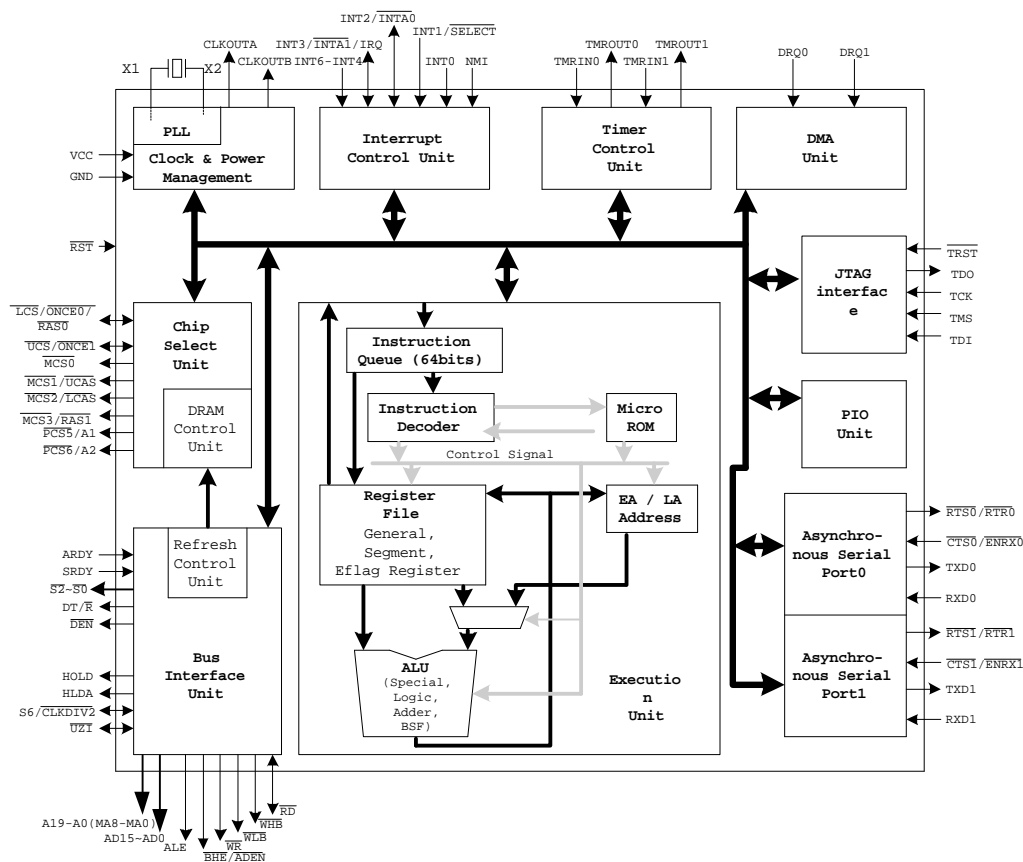 INT2/INTA0
INT3/INTA1/IRQ
INT1/SELECT
CLKOUTA
TMROUT0
TMROUT1
DRQ0
DRQ1
X1
X2
CLKOUTB
INT6-INT4
INT0
NMI
TMRIN0
TMRIN1
PLL
Clock & Power
Management
Interrupt
Control Unit
Timer
Control
Unit
DMA
Unit
VCC
GND
RST
TRST
TDO
TCK
TMS
TDI
JTAG
interfac
e
LCS/ONCE0/
RAS0
UCS/ONCE1
MCS0
MCS1/UCAS
MCS2/LCAS
MCS3/RAS1
PCS5/A1
PCS6/A2
Chip
Select
Unit
DRAM
Control
Unit
Instruction
Queue (64bits)
Instruction
Decoder
Micro
ROM
Control Signal
PIO
Unit
Register
File
General,
Segment,
Eflag Register
EA / LA
Address
RTS0/RTR0
CTS0/ENRX0
TXD0
RXD0
Asynchro-
nous Serial
Port0
RTS1/RTR1
CTS1/ENRX1
TXD1
RXD1
Asynchro-
nous Serial
Port1
ARDY
SRDY
S2~S0
DT/R
DEN
HOLD
HLDA
S6/CLKDIV2
UZI
Refresh
Control
Unit
Bus
Interface
Unit
ALU
(Special,
Logic,
Adder,
BSF)
Executio
n Unit
A19-A0(MA8-MA0)
AD15~AD0
ALE
BHE/ADEN
WR
WLB
WHB
RD